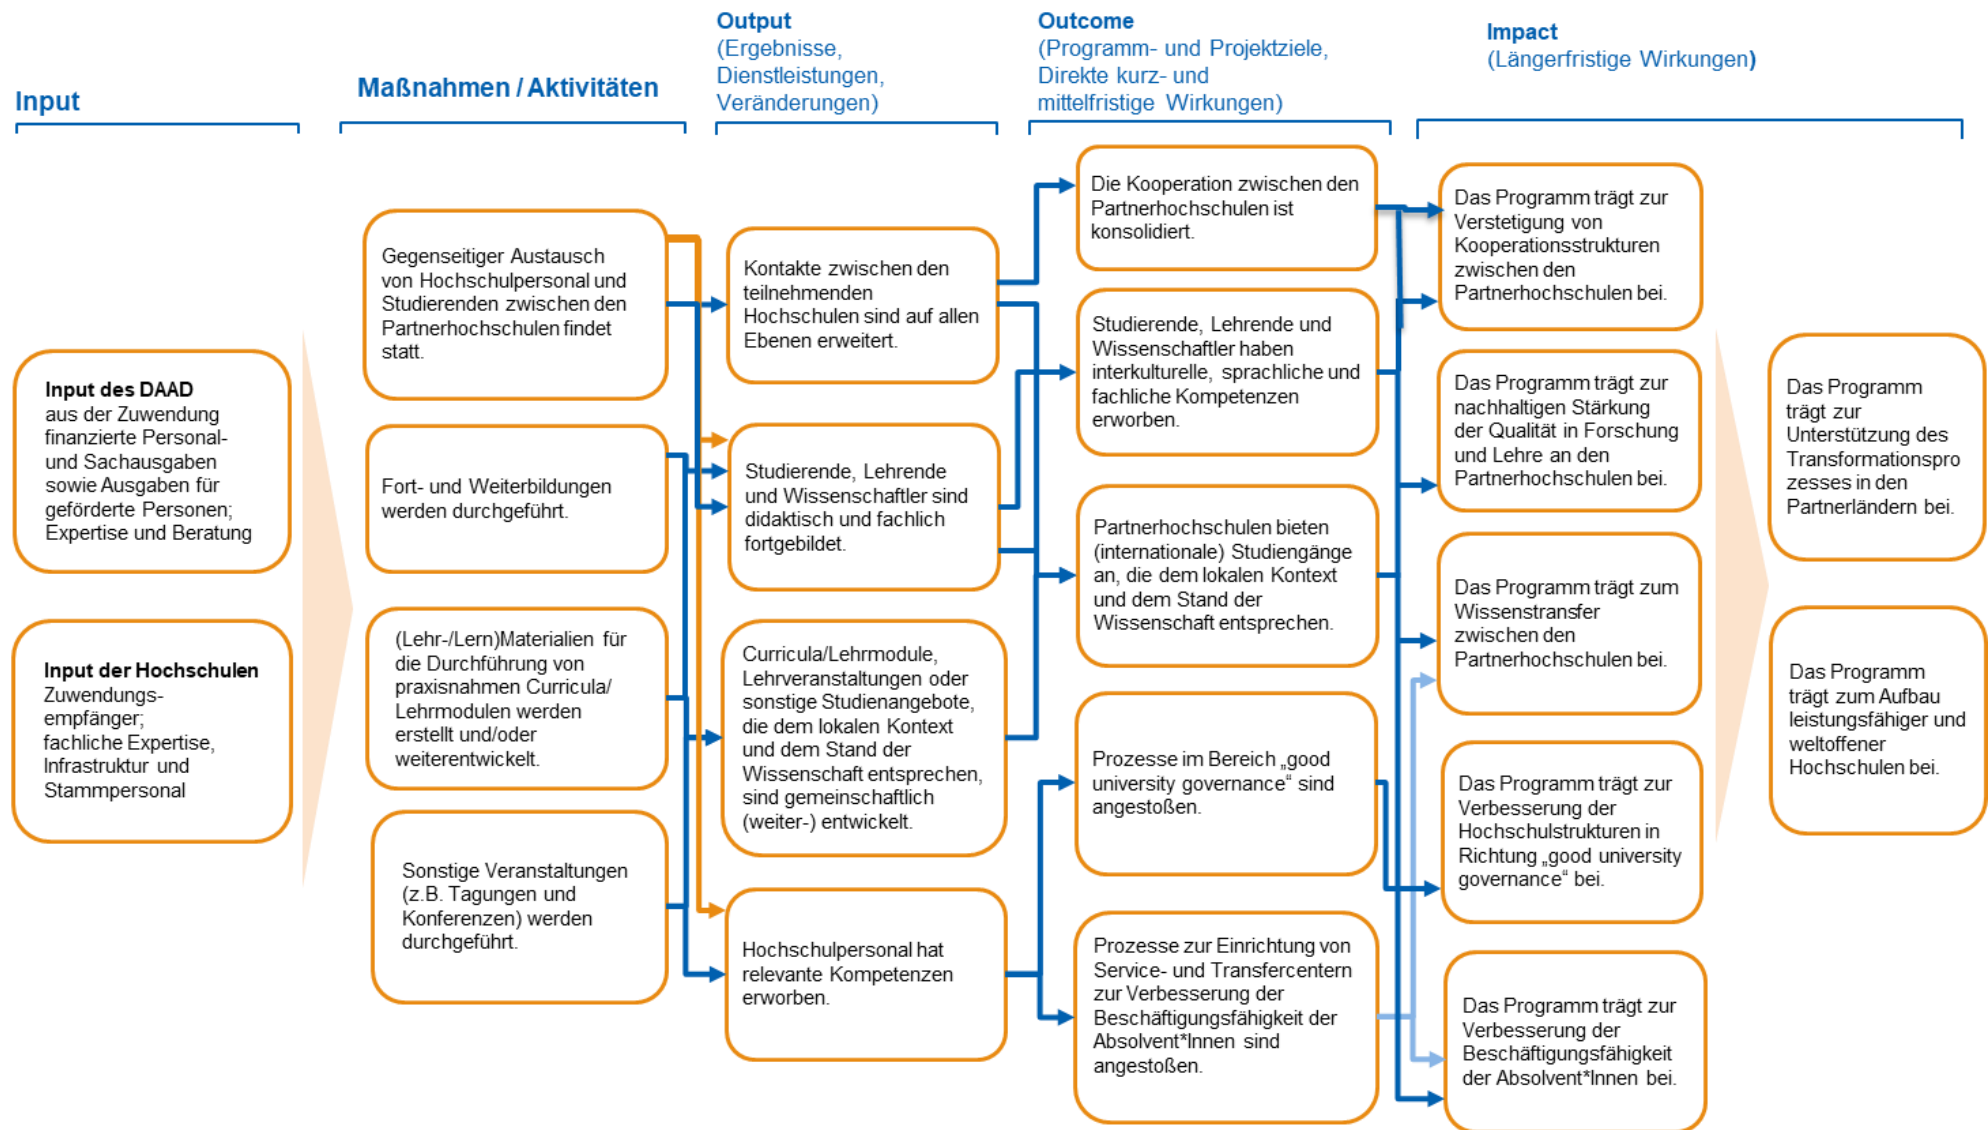 Input
Maßnahmen / Aktivitäten
Output
(Ergebnisse,
Dienstleistungen,
Veränderungen)
Outcome
(Programm- und Projektziele,
Direkte kurz- und
mittelfristige Wirkungen)
Impact
(Längerfristige Wirkungen)
Input des DAAD
aus der Zuwendung
finanzierte Personal-
und Sachausgaben
sowie Ausgaben für
geförderte Personen;
Expertise und Beratung
Input der Hochschulen
Zuwendungs-
empfänger;
fachliche Expertise,
Infrastruktur und
Stammpersonal
Gegenseitiger Austausch
von Hochschulpersonal und
Studierenden zwischen den
Partnerhochschulen findet
statt.
Fort- und Weiterbildungen
werden durchgeführt.
(Lehr-/Lern)Materialien für
die Durchführung von
praxisnahmen Curricula/
Lehrmodulen werden
erstellt und/oder
weiterentwickelt.
Sonstige Veranstaltungen
(z.B. Tagungen und
Konferenzen) werden
durchgeführt.
Kontakte zwischen den
teilnehmenden
Hochschulen sind auf allen
Ebenen erweitert.
Studierende, Lehrende
und Wissenschaftler sind
didaktisch und fachlich
fortgebildet.
Curricula/Lehrmodule,
Lehrveranstaltungen oder
sonstige Studienangebote,
die dem lokalen Kontext
und dem Stand der
Wissenschaft entsprechen,
sind gemeinschaftlich
(weiter-) entwickelt.
Hochschulpersonal hat
relevante Kompetenzen
erworben.
Die Kooperation zwischen den
Partnerhochschulen ist
konsolidiert.
Studierende, Lehrende und
Wissenschaftler haben
interkulturelle, sprachliche und
fachliche Kompetenzen
erworben.
Partnerhochschulen bieten
(internationale) Studiengänge
an, die dem lokalen Kontext
und dem Stand der
Wissenschaft entsprechen.
Prozesse im Bereich „good
university governance“ sind
angestoßen.
Prozesse zur Einrichtung von
Service- und Transfercentern
zur Verbesserung der
Beschäftigungsfähigkeit der
Absolvent*Innen sind
angestoßen.
Das Programm trägt zur
Verstetigung von
Kooperationsstrukturen
zwischen den
Partnerhochschulen bei.
Das Programm trägt zur
nachhaltigen Stärkung
der Qualität in Forschung
und Lehre an den
Partnerhochschulen bei.
Das Programm trägt zum
Wissenstransfer
zwischen den
Partnerhochschulen bei.
Das Programm trägt zur
Verbesserung der
Hochschulstrukturen in
Richtung „good university
governance“ bei.
Das Programm trägt zur
Verbesserung der
Beschäftigungsfähigkeit
der Absolvent*Innen bei.
Das Programm
trägt zur
Unterstützung des
Transformationspro
zesses in den
Partnerländern bei.
Das Programm
trägt zum Aufbau
leistungsfähiger und
weltoffener
Hochschulen bei.